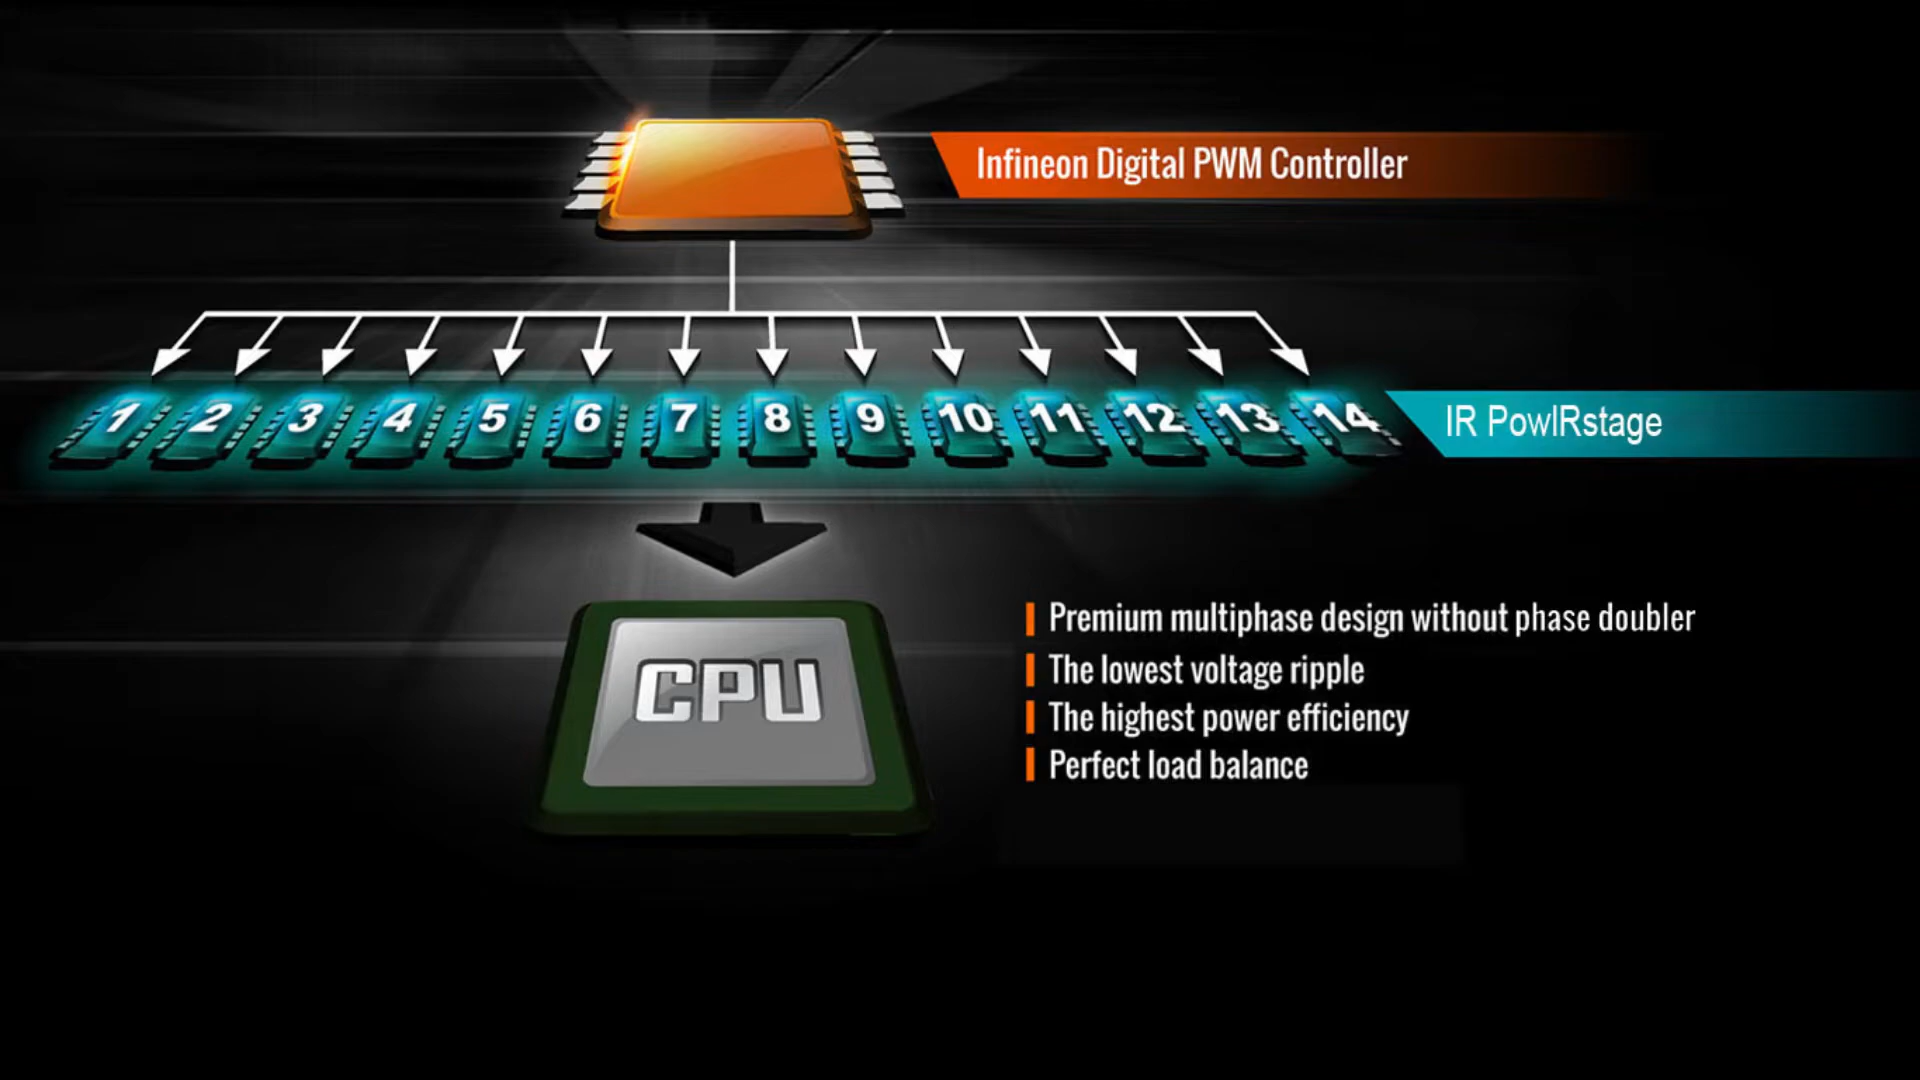 Infineon Digital PWM Controller
1 2 3 4 5 6 7 8 9 10 11 12 13 14
IR PowIRstage
CPU
Premium multiphase design without phase doubler
The lowest voltage ripple
The highest power efficiency
Perfect load balance